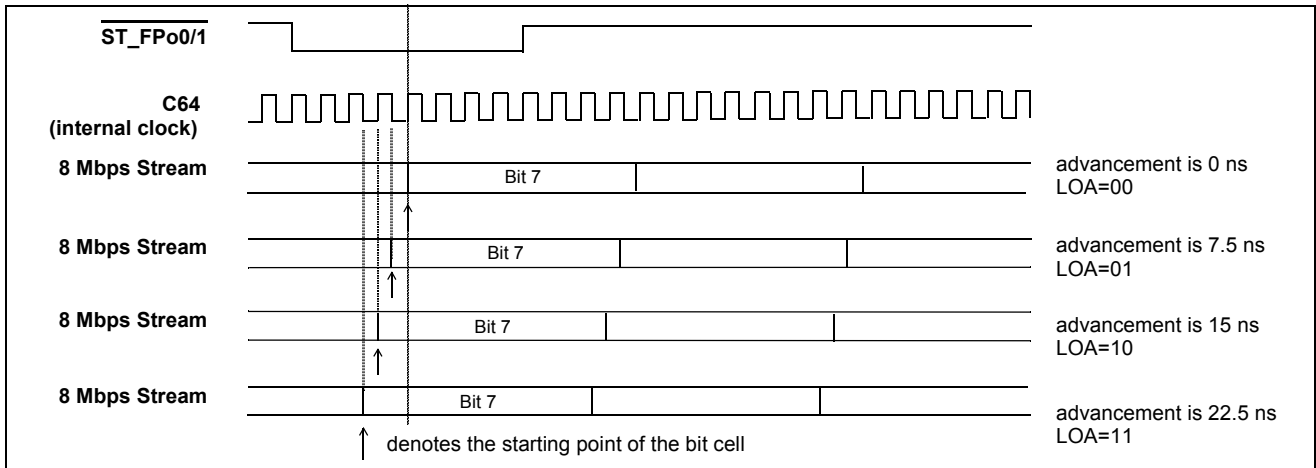 ST_FPo0/1
C64
(internal clock)
8 Mbps Stream
Bit 7
advancement is 0 ns
LOA=00
8 Mbps Stream
Bit 7
advancement is 7.5 ns
LOA=01
8 Mbps Stream
Bit 7
advancement is 15 ns
LOA=10
8 Mbps Stream
Bit 7
advancement is 22.5 ns
LOA=11
denotes the starting point of the bit cell